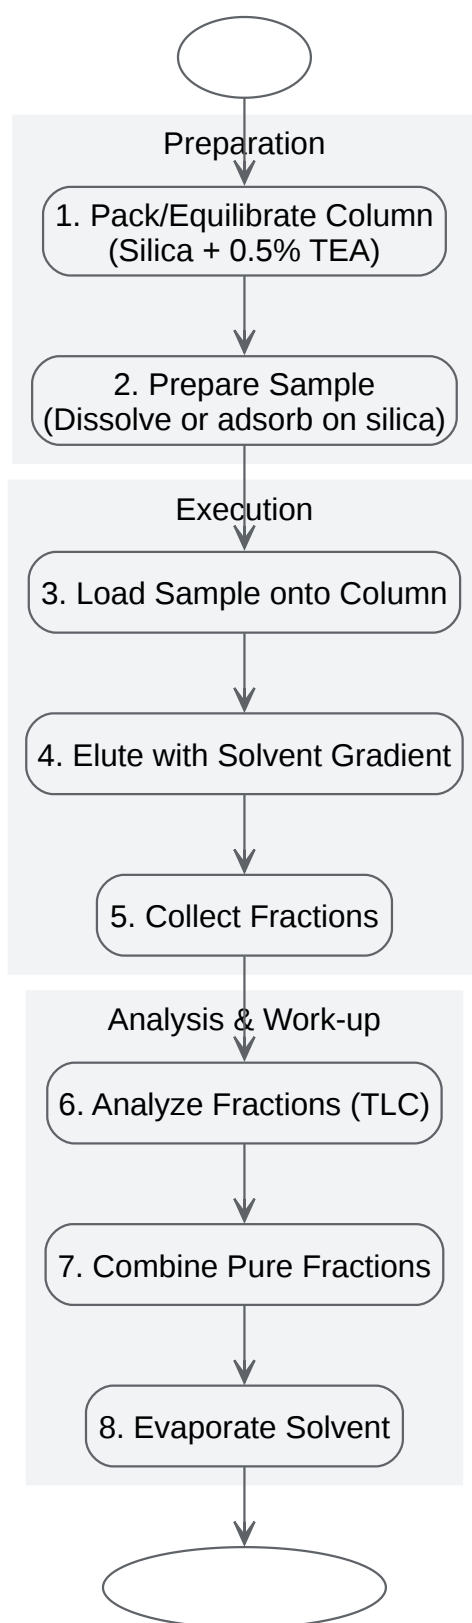 Preparation
1. Pack/Equilibrate Column
(Silica + 0.5% TEA)
2. Prepare Sample
(Dissolve or adsorb on silica)
Execution
3. Load Sample onto Column
4. Elute with Solvent Gradient
5. Collect Fractions
Analysis & Work-up
6. Analyze Fractions (TLC)
7. Combine Pure Fractions
8. Evaporate Solvent